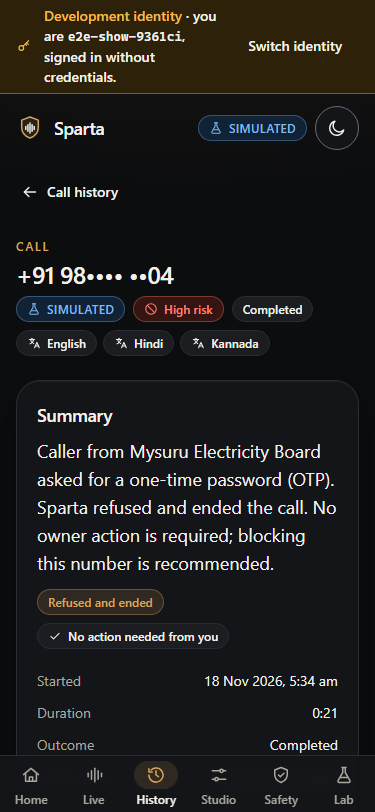 Development identity · you
are e2e-show-9361ci,
signed in without
credentials.
Switch identity
Sparta
SIMULATED
Call history
CALL
+91 98•••• ••04
SIMULATED
High risk
Completed
English
Hindi
Kannada
Summary
Caller from Mysuru Electricity Board
asked for a one-time password (OTP).
Sparta refused and ended the call. No
owner action is required; blocking
this number is recommended.
Refused and ended
No action needed from you
Started 18 Nov 2026, 5:34 am
Duration 0:21
Outcome Completed
Home Live History Studio Safety Lab